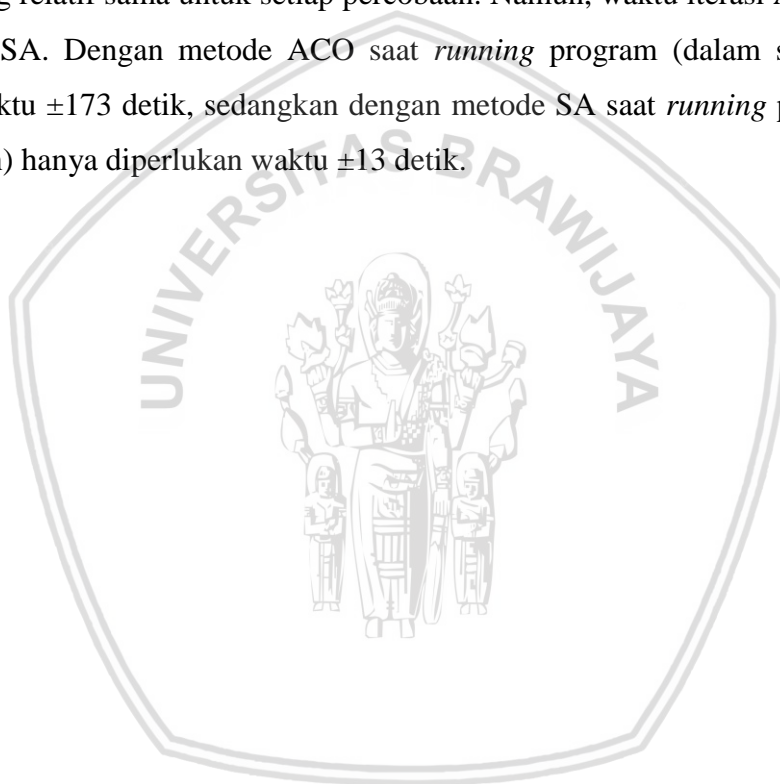 g relatif sama untuk setiap percobaan. Namun, waktu iterasi
SA. Dengan metode ACO saat running program (dalam s
ktu ±173 detik, sedangkan dengan metode SA saat running p
) hanya diperlukan waktu ±13 detik.
UNIVERSITAS BRAWIJAYA